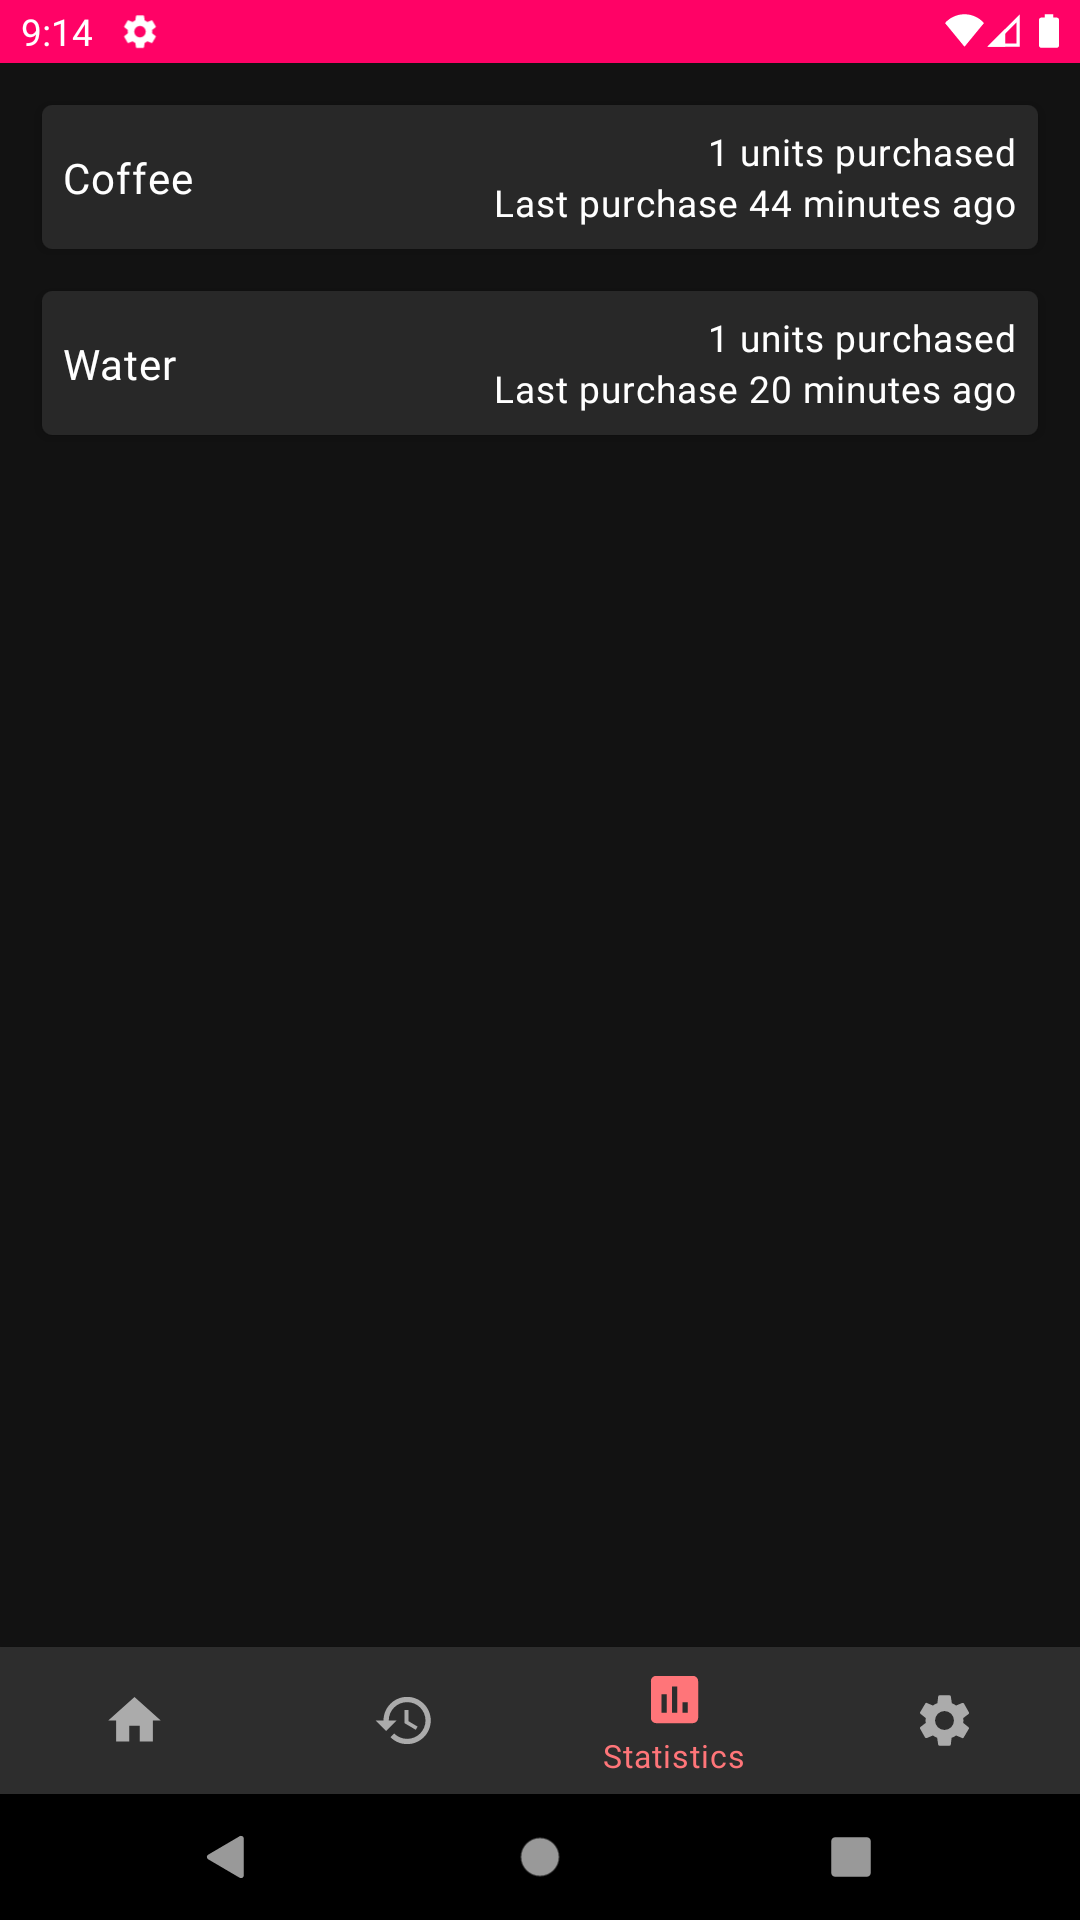 9:14
Coffee
1 units purchased
Last purchase 44 minutes ago
Water
1 units purchased
Last purchase 20 minutes ago
Statistics